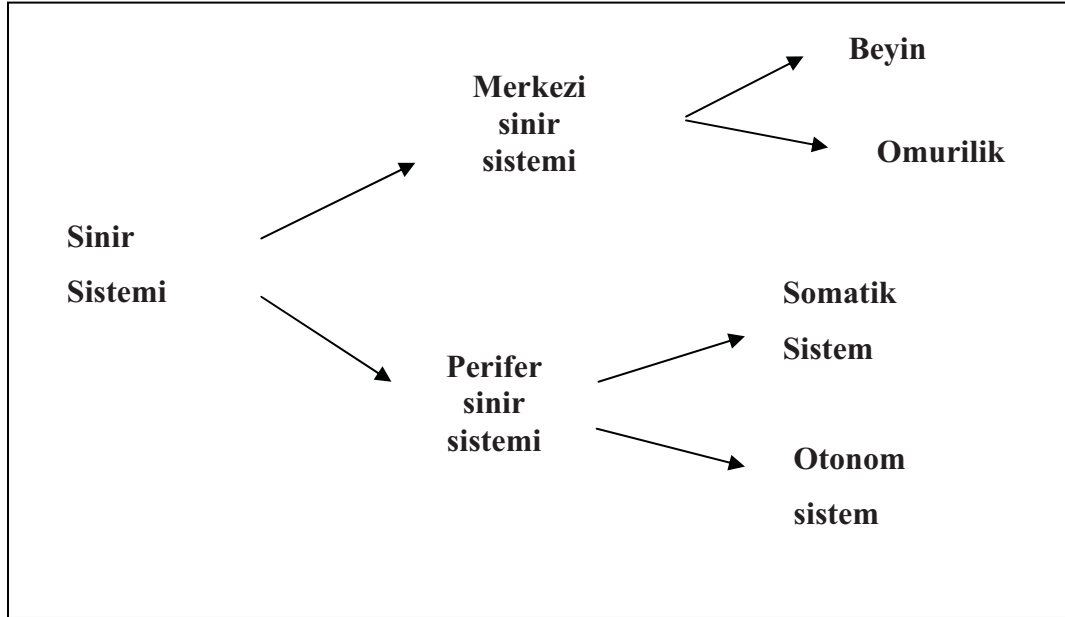 Sinir
Sistemi
Merkezi
sinir
sistemi
Beyin
Omurilik
Perifer
sinir
sistemi
Somatik
Sistem
Otonom
sistem